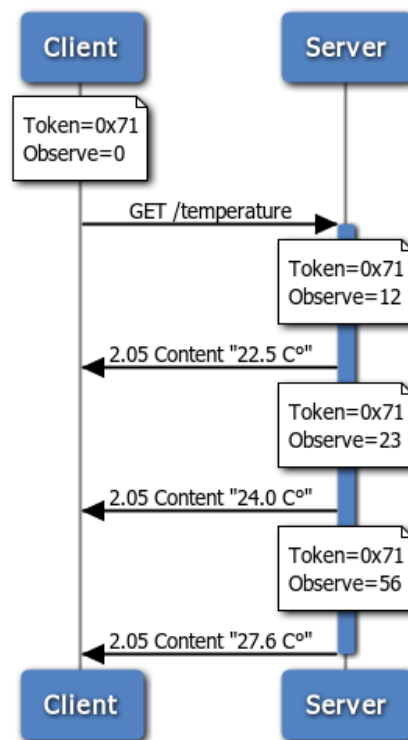 Client
Server
Token=0x71
Observe=0
GET /temperature
Token=0x71
Observe=12
2.05 Content "22.5 C°"
Token=0x71
Observe=23
2.05 Content "24.0 C°"
Token=0x71
Observe=56
2.05 Content "27.6 C°"
Client
Server